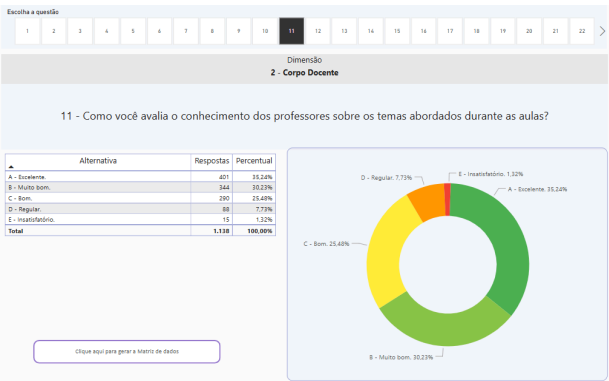 Escolha a questão
1 2 3 4 5 6 7 8 9 10 11 12 13 14 15 16 17 18 19 20 21 22
Dimensão
2 - Corpo Docente
11 - Como você avalia o conhecimento dos professores sobre os temas abordados durante as aulas?
Alternativa Respostas Percentual
A - Excelente. 401 35,24%
B - Muito bom. 344 30,23%
C - Bom. 290 25,48%
D - Regular. 88 7,73%
E - Insatisfatório. 15 1,32%
Total 1.138 100,00%
Clique aqui para gerar a Matriz de dados
E - Insatisfatório. 1,32%
D - Regular. 7,73%
A - Excelente. 35,24%
C - Bom. 25,48%
B - Muito bom. 30,23%